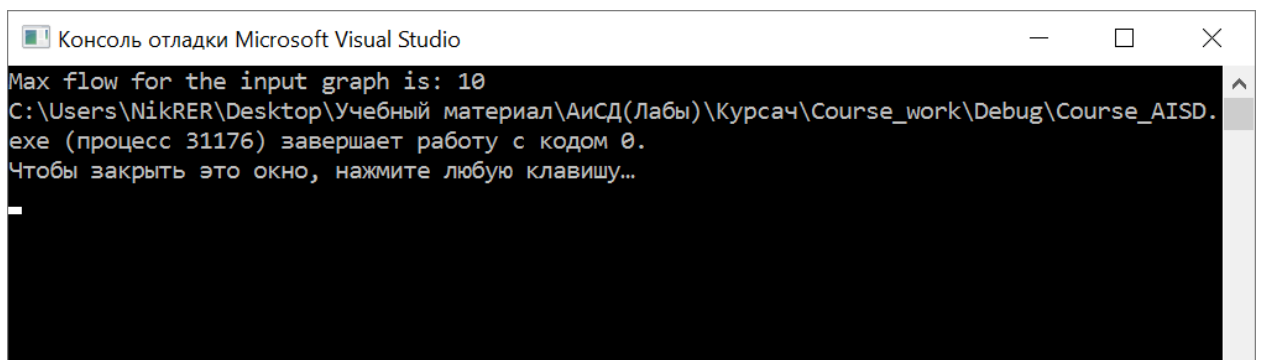 Консоль отладки Microsoft Visual Studio
Max flow for the input graph is: 10
C:\Users\NikRER\Desktop\Учебный материал\АиСД(Лабы)\Курсач\Course_work\Debug\Course_AISD.
exe (процесс 31176) завершает работу с кодом 0.
Чтобы закрыть это окно, нажмите любую клавишу…